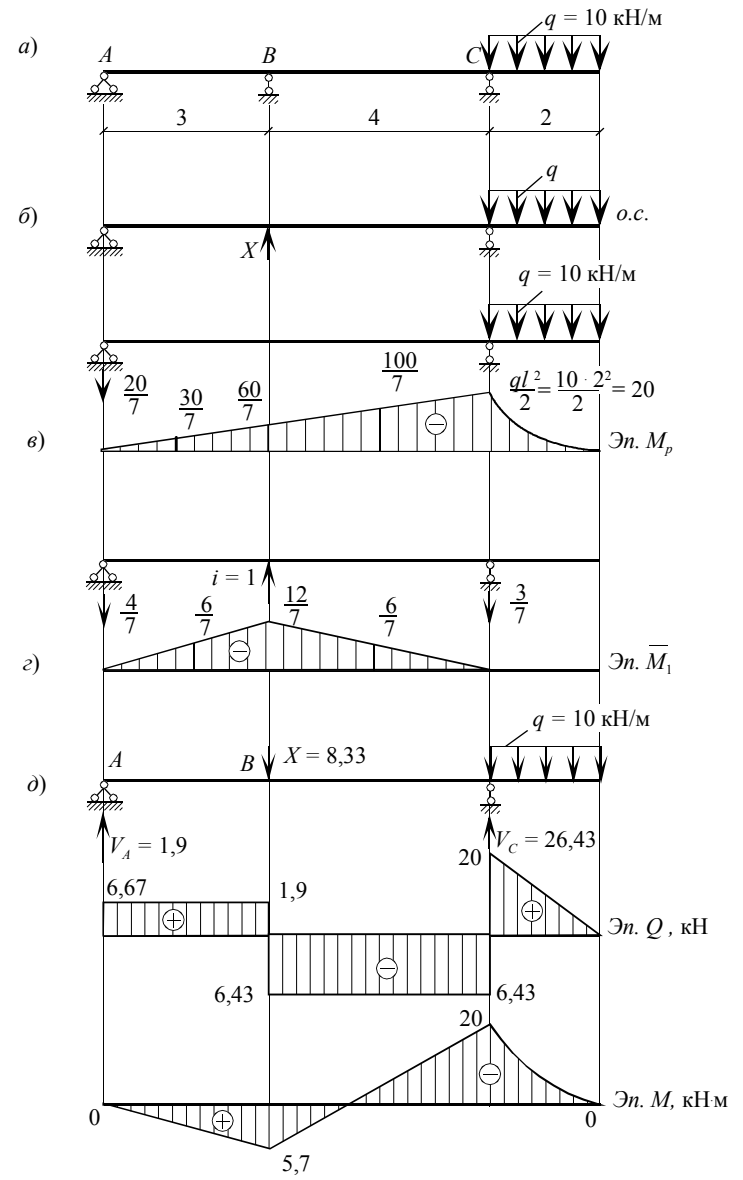 а)
A
B
C
q = 10 кН/м
3
4
2
б)
X
q
о.с.
q = 10 кН/м
в)
20/7
30/7
60/7
100/7
ql²/2 = 10 · 2²/2 = 20
Эп. Mₚ
г)
i = 1
4/7
6/7
12/7
6/7
3/7
Эп. M̅₁
д)
A
B
X = 8,33
q = 10 кН/м
V_A = 1,9
V_C = 26,43
6,67
1,9
20
Эп. Q , кН
6,43
6,43
20
Эп. M, кН·м
0
0
5,7